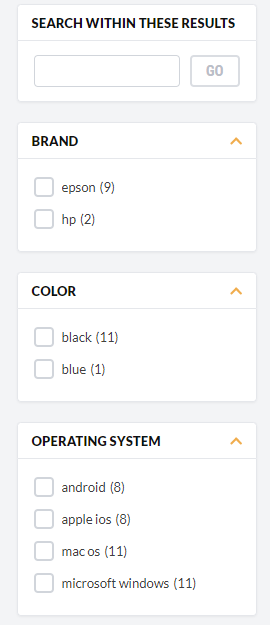 SEARCH WITHIN THESE RESULTS
GO
BRAND
epson (9)
hp (2)
COLOR
black (11)
blue (1)
OPERATING SYSTEM
android (8)
apple ios (8)
mac os (11)
microsoft windows (11)